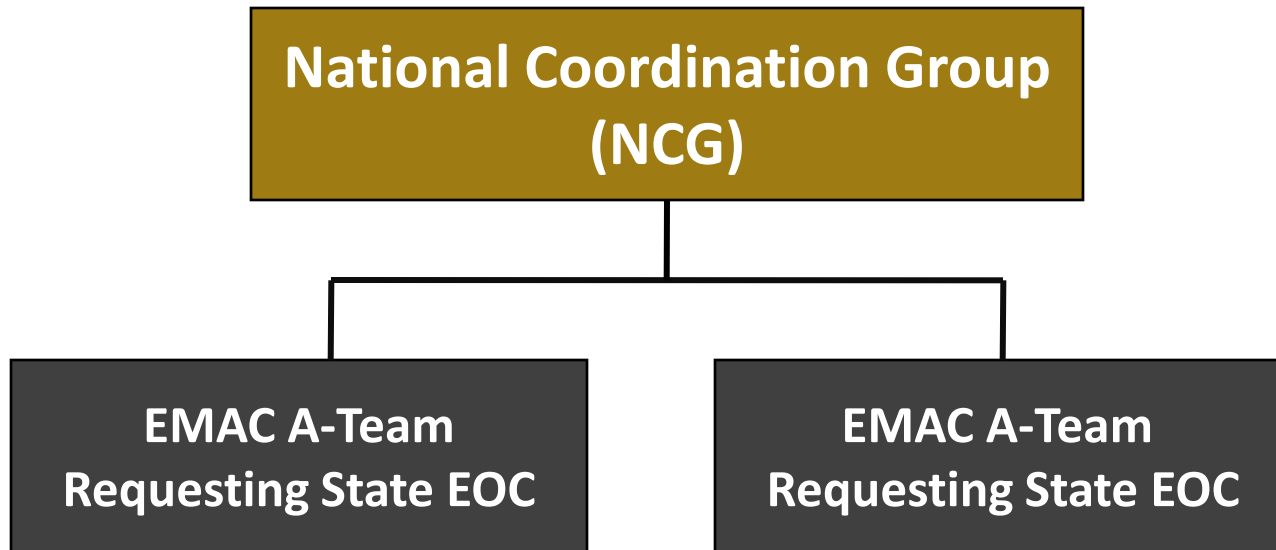 National Coordination Group
(NCG)
EMAC A-Team
Requesting State EOC
EMAC A-Team
Requesting State EOC